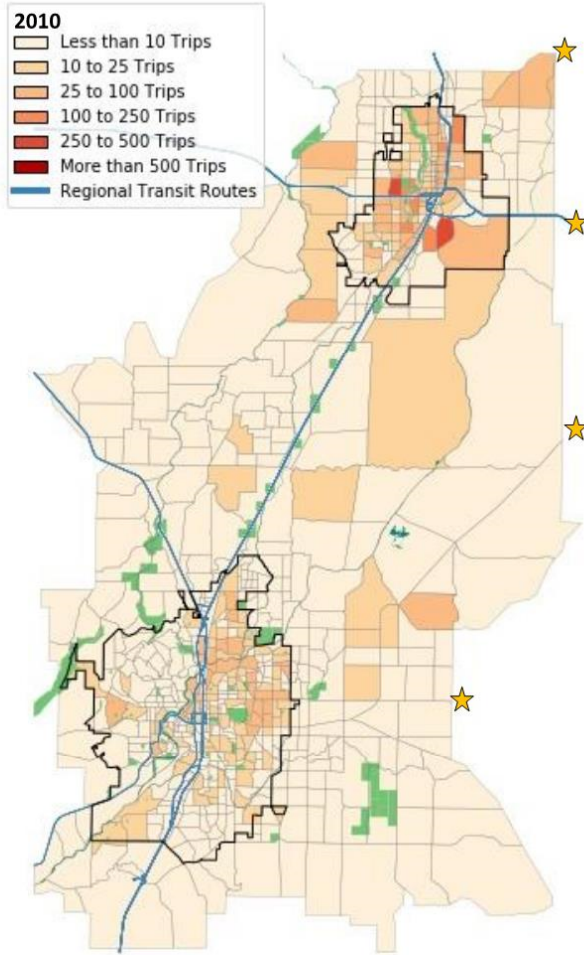 2010
Less than 10 Trips
10 to 25 Trips
25 to 100 Trips
100 to 250 Trips
250 to 500 Trips
More than 500 Trips
Regional Transit Routes